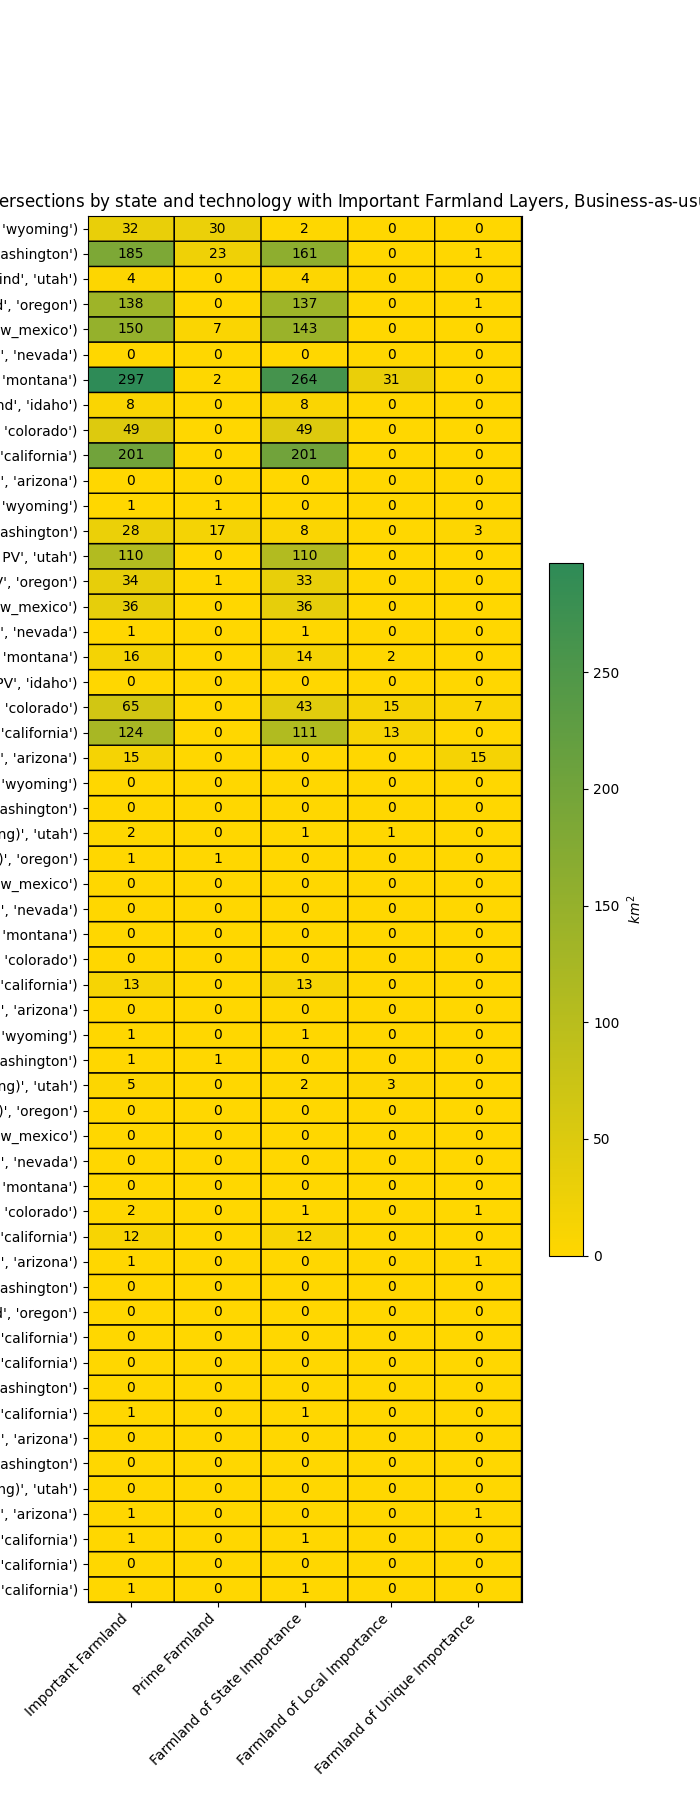 ersections by state and technology with Important Farmland Layers, Business-as-usu
'wyoming') 32 30 2 0 0
ashington') 185 23 161 0 1
ind', 'utah') 4 0 4 0 0
d', 'oregon') 138 0 137 0 1
w_mexico') 150 7 143 0 0
', 'nevada') 0 0 0 0 0
'montana') 297 2 264 31 0
nd', 'idaho') 8 0 8 0 0
'colorado') 49 0 49 0 0
'california') 201 0 201 0 0
', 'arizona') 0 0 0 0 0
'wyoming') 1 1 0 0 0
ashington') 28 17 8 0 3
PV', 'utah') 110 0 110 0 0
V', 'oregon') 34 1 33 0 0
w_mexico') 36 0 36 0 0
', 'nevada') 1 0 1 0 0
'montana') 16 0 14 2 0
PV', 'idaho') 0 0 0 0 0
'colorado') 65 0 43 15 7
'california') 124 0 111 13 0
', 'arizona') 15 0 0 0 15
'wyoming') 0 0 0 0 0
ashington') 0 0 0 0 0
ng)', 'utah') 2 0 1 1 0
)', 'oregon') 1 1 0 0 0
w_mexico') 0 0 0 0 0
', 'nevada') 0 0 0 0 0
'montana') 0 0 0 0 0
'colorado') 0 0 0 0 0
'california') 13 0 13 0 0
', 'arizona') 0 0 0 0 0
'wyoming') 1 0 1 0 0
ashington') 1 1 0 0 0
ng)', 'utah') 5 0 2 3 0
)', 'oregon') 0 0 0 0 0
w_mexico') 0 0 0 0 0
', 'nevada') 0 0 0 0 0
'montana') 0 0 0 0 0
'colorado') 2 0 1 0 1
'california') 12 0 12 0 0
', 'arizona') 1 0 0 0 1
ashington') 0 0 0 0 0
d', 'oregon') 0 0 0 0 0
'california') 0 0 0 0 0
'california') 0 0 0 0 0
ashington') 0 0 0 0 0
'california') 1 0 1 0 0
', 'arizona') 0 0 0 0 0
ashington') 0 0 0 0 0
ng)', 'utah') 0 0 0 0 0
', 'arizona') 1 0 0 0 1
'california') 1 0 1 0 0
'california') 0 0 0 0 0
'california') 1 0 1 0 0
Important Farmland
Prime Farmland
Farmland of State Importance
Farmland of Local Importance
Farmland of Unique Importance
250
200
150
100
50
0
km²